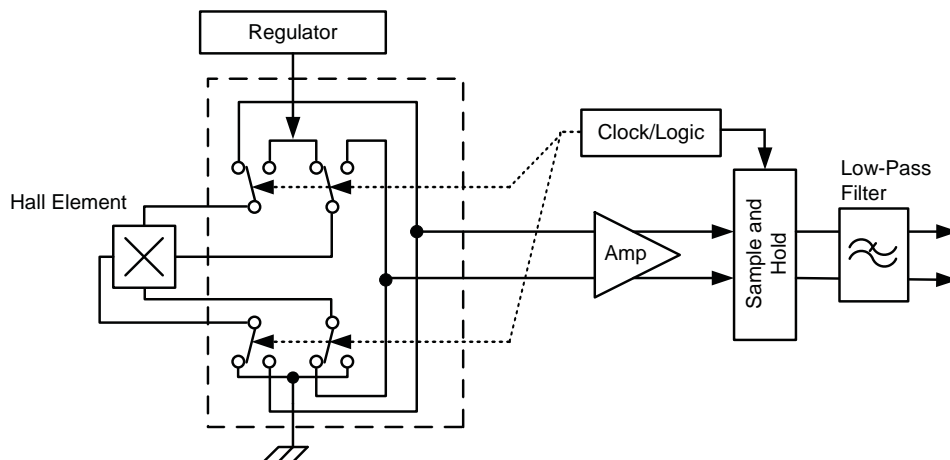 Regulator
Clock/Logic
Low-Pass
Filter
Hall Element
Amp
Sample and
Hold